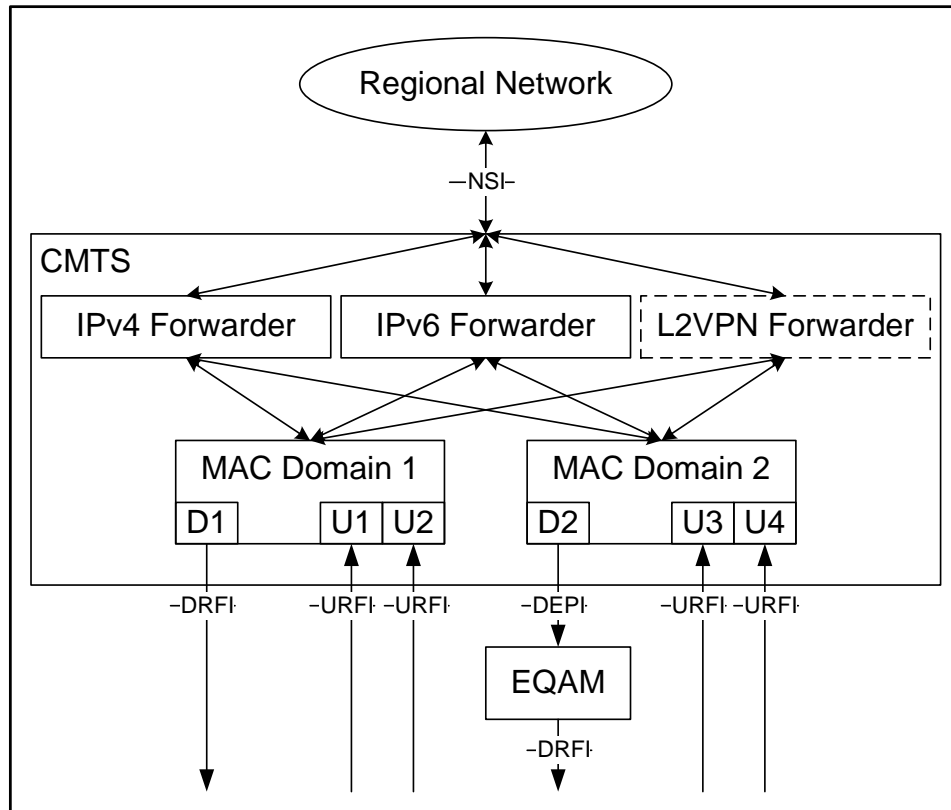 Regional Network
NSI
CMTS
IPv4 Forwarder IPv6 Forwarder L2VPN Forwarder
MAC Domain 1 MAC Domain 2
D1 U1 U2 D2 U3 U4
DRFI URFI URFI DEPI URFI URFI
EQAM
DRFI